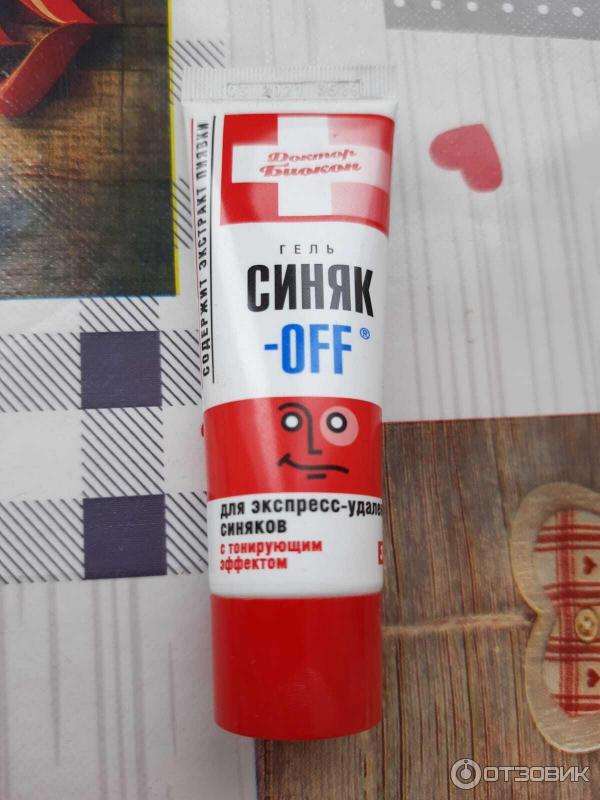 Доктор
Биокон
СОДЕРЖИТ ЭКСТРАКТ ПИЯВКИ
ГЕЛЬ
СИНЯК
-OFF®
для экспресс-удале
синяков
с тонирующим
эффектом
ОТЗОВИК